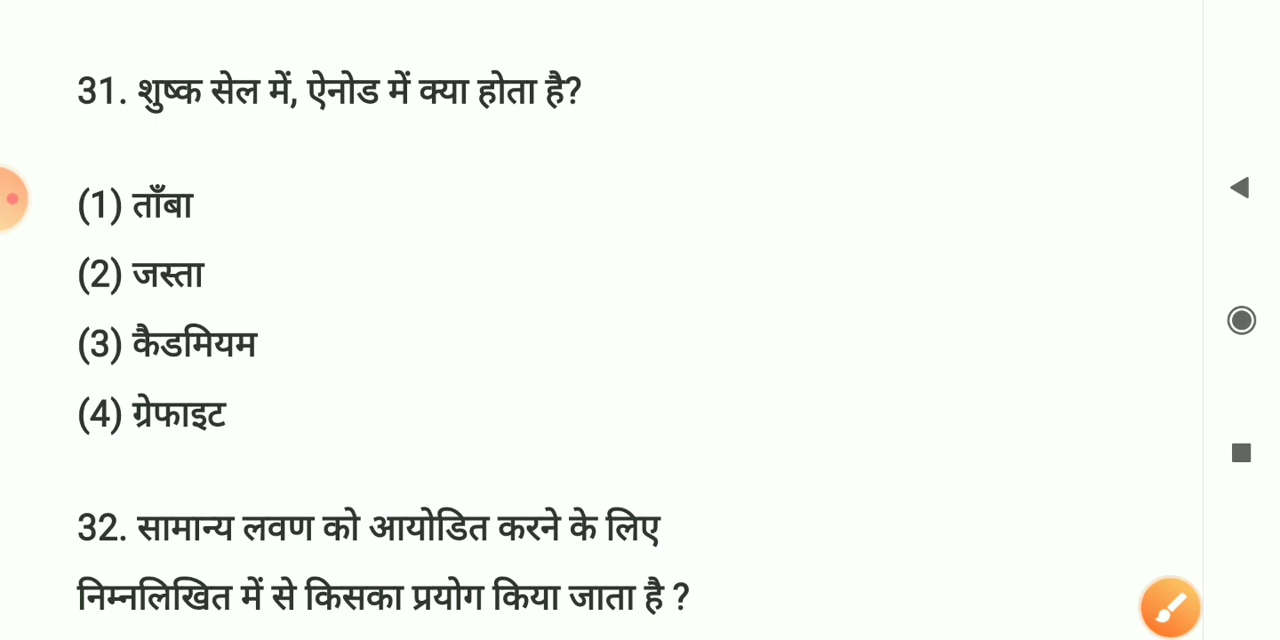 31. शुष्क सेल में, ऐनोड में क्या होता है?
(1) ताँबा
(2) जस्ता
(3) कैडमियम
(4) ग्रेफाइट
32. सामान्य लवण को आयोडित करने के लिए
निम्नलिखित में से किसका प्रयोग किया जाता है ?